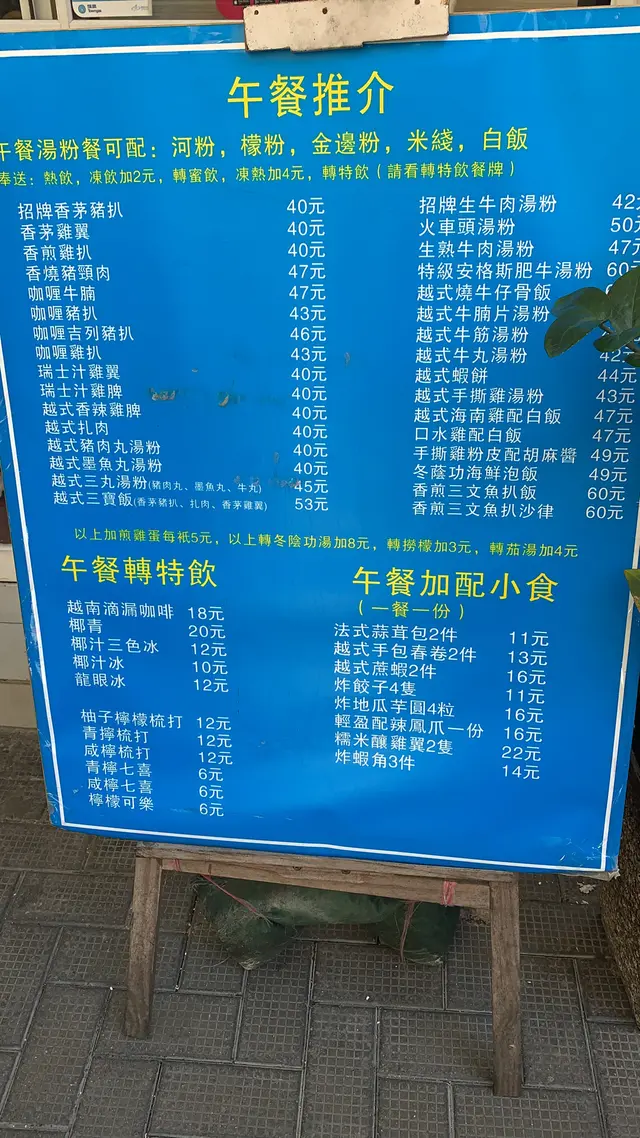 午餐推介
午餐湯粉餐可配：河粉，檬粉，金邊粉，米綫，白飯
奉送：熱飲，凍飲加2元，轉蜜飲，凍熱加4元，轉特飲（請看轉特飲餐牌）
招牌香茅豬扒 40元
香茅雞翼 40元
香煎雞扒 40元
香燒豬頸肉 47元
咖喱牛腩 47元
咖喱豬扒 43元
咖喱吉列豬扒 46元
咖喱雞扒 43元
瑞士汁雞翼 40元
瑞士汁雞脾 40元
越式香辣雞脾 40元
越式扎肉 40元
越式豬肉丸湯粉 40元
越式墨魚丸湯粉 40元
越式三丸湯粉(豬肉丸、墨魚丸、牛丸) 45元
越式三寶飯(香茅豬扒、扎肉、香茅雞翼) 53元
招牌生牛肉湯粉 42
火車頭湯粉 50元
生熟牛肉湯粉 47元
特級安格斯肥牛湯粉 60元
越式燒牛仔骨飯
越式牛腩片湯粉
越式牛筋湯粉
越式牛丸湯粉 42元
越式蝦餅 44元
越式手撕雞湯粉 43元
越式海南雞配白飯 47元
口水雞配白飯 47元
手撕雞粉皮配胡麻醬 49元
冬蔭功海鮮泡飯 49元
香煎三文魚扒飯 60元
香煎三文魚扒沙律 60元
以上加煎雞蛋每衹5元，以上轉冬陰功湯加8元，轉撈檬加3元，轉茄湯加4元
午餐轉特飲
越南滴漏咖啡 18元
椰青 20元
椰汁三色冰 12元
椰汁冰 10元
龍眼冰 12元
柚子檸檬梳打 12元
青擰梳打 12元
咸檸梳打 12元
青檸七喜 6元
咸檸七喜 6元
檸檬可樂 6元
午餐加配小食
（一餐一份）
法式蒜茸包2件 11元
越式手包春卷2件 13元
越式蔗蝦2件 16元
炸餃子4隻 11元
炸地瓜芋圓4粒 16元
輕盈配辣鳳爪一份 16元
糯米釀雞翼2隻 22元
炸蝦角3件 14元